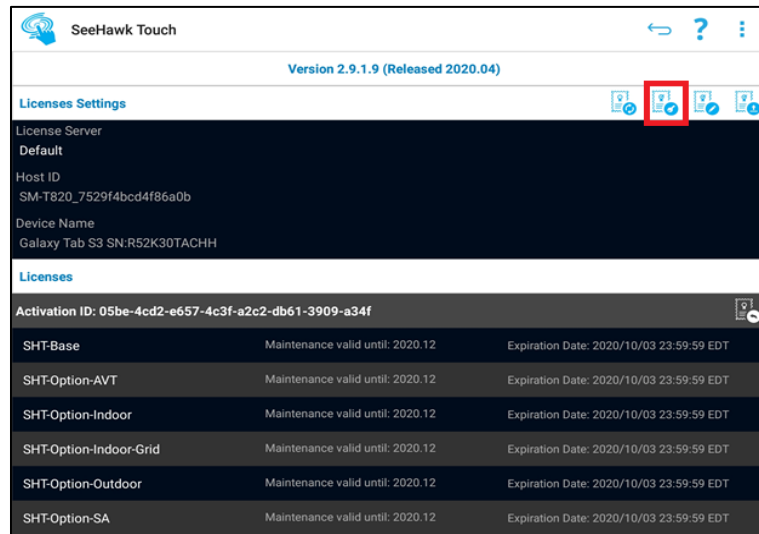 SeeHawk Touch
?
Version 2.9.1.9 (Released 2020.04)
Licenses Settings
License Server
Default
Host ID
SM-T820_7529f4bcd4f86a0b
Device Name
Galaxy Tab S3 SN:R52K30TACHH
Licenses
Activation ID: 05be-4cd2-e657-4c3f-a2c2-db61-3909-a34f
SHT-Base Maintenance valid until: 2020.12 Expiration Date: 2020/10/03 23:59:59 EDT
SHT-Option-AVT Maintenance valid until: 2020.12 Expiration Date: 2020/10/03 23:59:59 EDT
SHT-Option-Indoor Maintenance valid until: 2020.12 Expiration Date: 2020/10/03 23:59:59 EDT
SHT-Option-Indoor-Grid Maintenance valid until: 2020.12 Expiration Date: 2020/10/03 23:59:59 EDT
SHT-Option-Outdoor Maintenance valid until: 2020.12 Expiration Date: 2020/10/03 23:59:59 EDT
SHT-Option-SA Maintenance valid until: 2020.12 Expiration Date: 2020/10/03 23:59:59 EDT